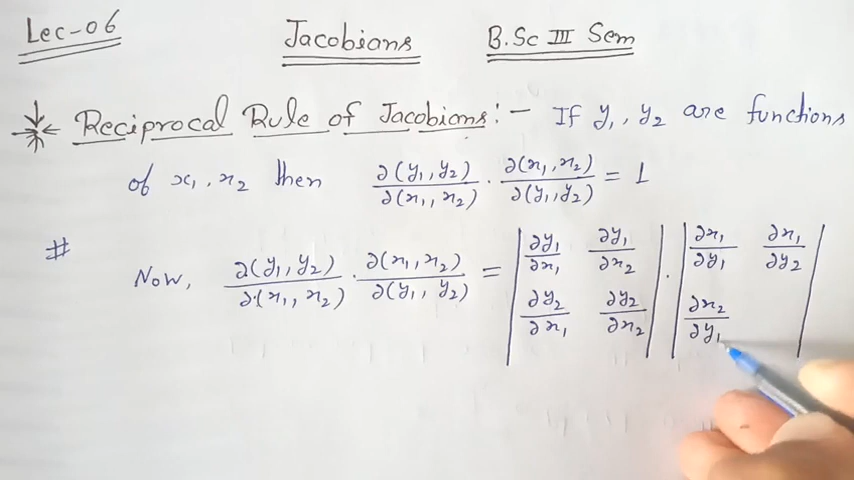 Lec-06 Jacobians B.Sc III Sem
Reciprocal Rule of Jacobians:- If y₁, y₂ are functions
of x₁, x₂ then ∂(y₁, y₂)/∂(x₁, x₂) · ∂(x₁, x₂)/∂(y₁, y₂) = 1
#
Now, ∂(y₁, y₂)/∂(x₁, x₂) · ∂(x₁, x₂)/∂(y₁, y₂) = | ∂y₁/∂x₁ ∂y₁/∂x₂ | · | ∂x₁/∂y₁ ∂x₁/∂y₂ |
| ∂y₂/∂x₁ ∂y₂/∂x₂ | | ∂x₂/∂y₁ |